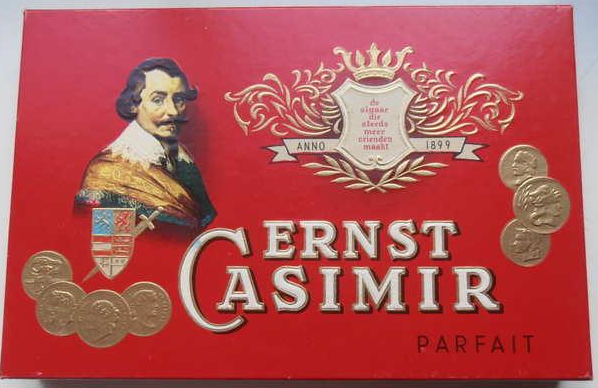 de
sigaar
die
steeds
meer
vrienden
maakt
ANNO 1899
ERNST
CASIMIR
PARFAIT